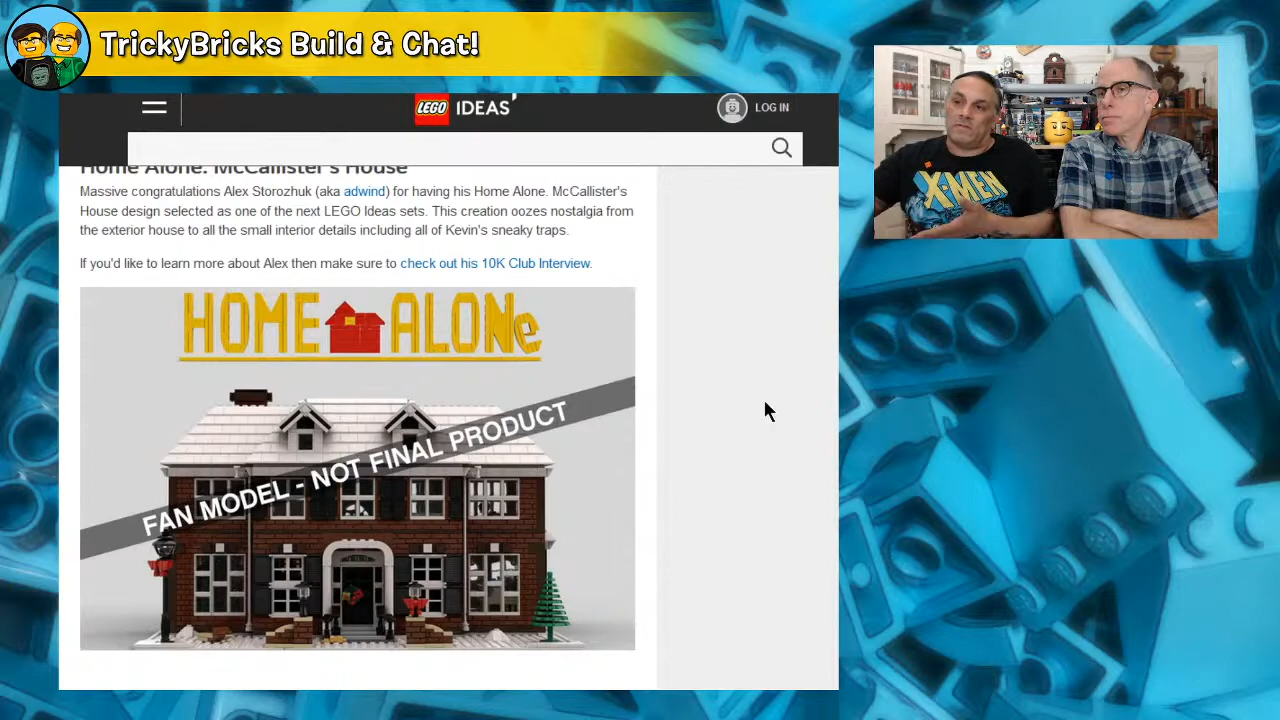 TrickyBricks Build & Chat!
LEGO IDEAS
LOG IN
Home Alone: McCallister's House
Massive congratulations Alex Storozhuk (aka adwind) for having his Home Alone. McCallister's
House design selected as one of the next LEGO Ideas sets. This creation oozes nostalgia from
the exterior house to all the small interior details including all of Kevin's sneaky traps.
If you'd like to learn more about Alex then make sure to check out his 10K Club Interview.
HOME ALONe
FAN MODEL - NOT FINAL PRODUCT
X-MEN